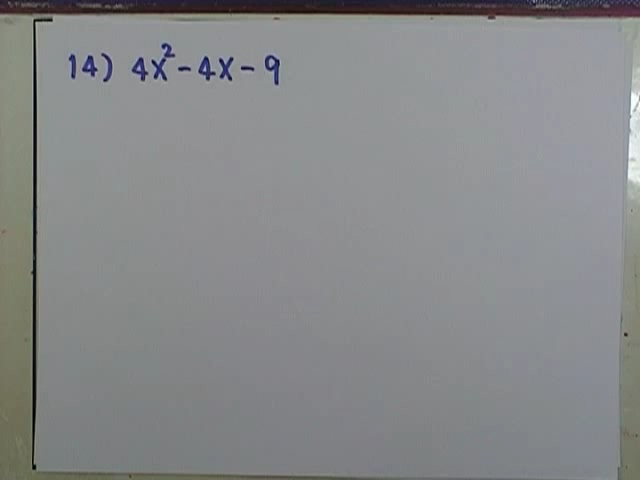 14) 4x² - 4x - 9